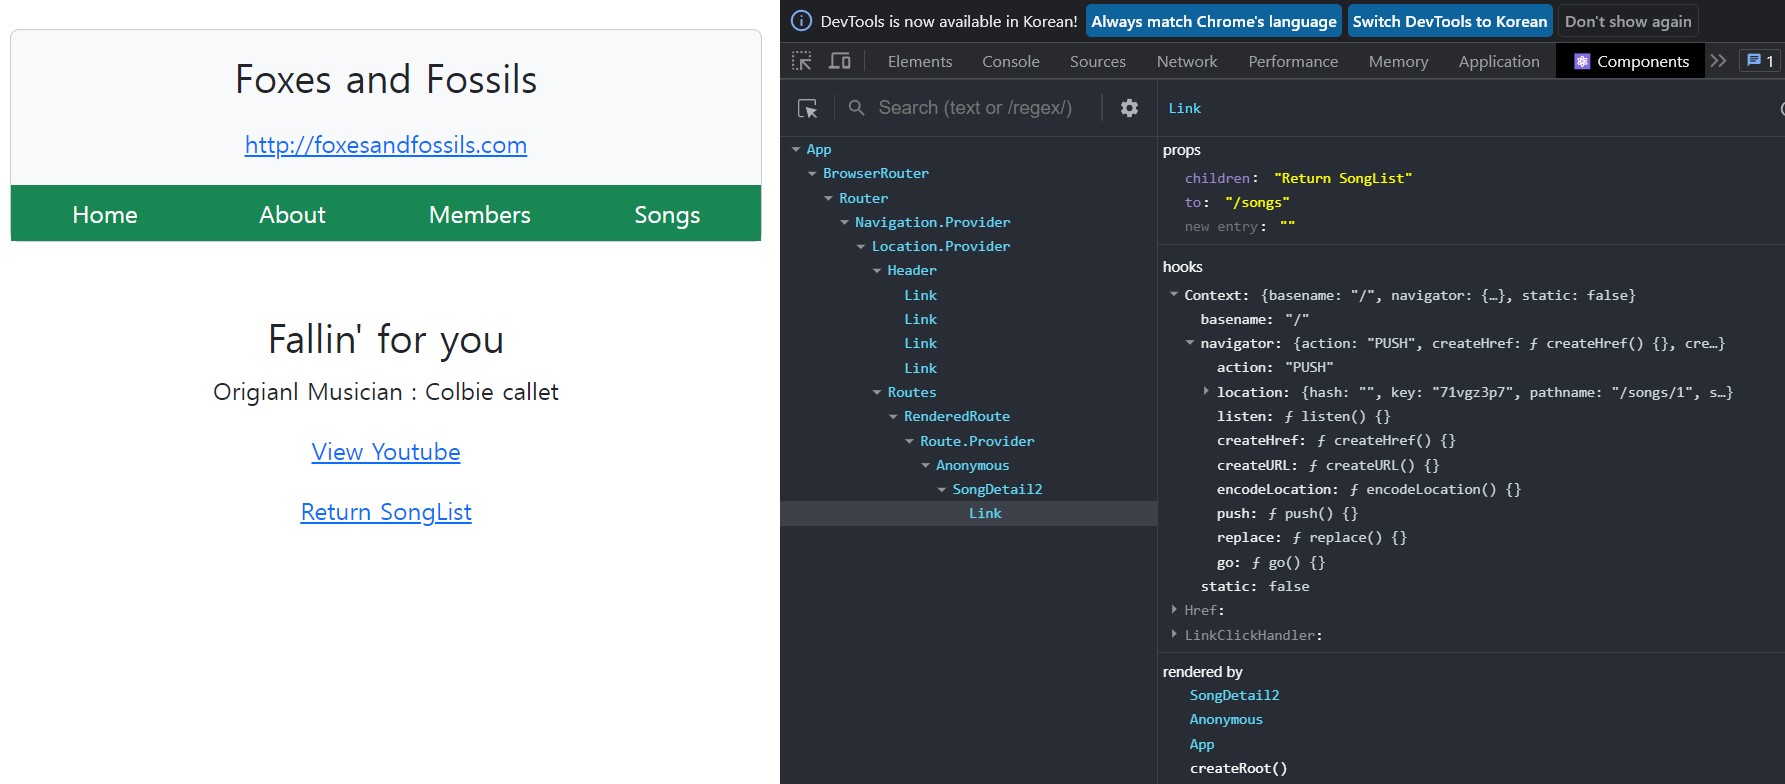 Foxes and Fossils
http://foxesandfossils.com
Home About Members Songs
Fallin' for you
Origianl Musician : Colbie callet
View Youtube
Return SongList
DevTools is now available in Korean! Always match Chrome's language Switch DevTools to Korean Don't show again
Elements Console Sources Network Performance Memory Application Components 1
Search (text or /regex/)
App
BrowserRouter
Router
Navigation.Provider
Location.Provider
Header
Link
Link
Link
Link
Routes
RenderedRoute
Route.Provider
Anonymous
SongDetail2
Link
Link
props
children: "Return SongList"
to: "/songs"
new entry: ""
hooks
Context: {basename: "/", navigator: {…}, static: false}
basename: "/"
navigator: {action: "PUSH", createHref: ƒ createHref() {}, cre…}
action: "PUSH"
location: {hash: "", key: "71vgz3p7", pathname: "/songs/1", s…}
listen: ƒ listen() {}
createHref: ƒ createHref() {}
createURL: ƒ createURL() {}
encodeLocation: ƒ encodeLocation() {}
push: ƒ push() {}
replace: ƒ replace() {}
go: ƒ go() {}
static: false
Href:
LinkClickHandler:
rendered by
SongDetail2
Anonymous
App
createRoot()